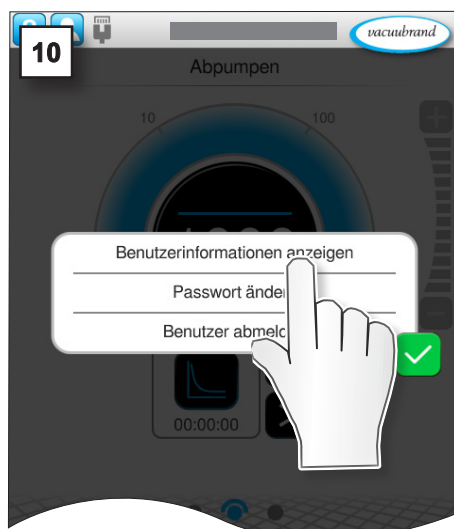 10
vacuubrand
Abpumpen
10
100
Benutzerinformationen anzeigen
Passwort
Benutzer
00:00:00